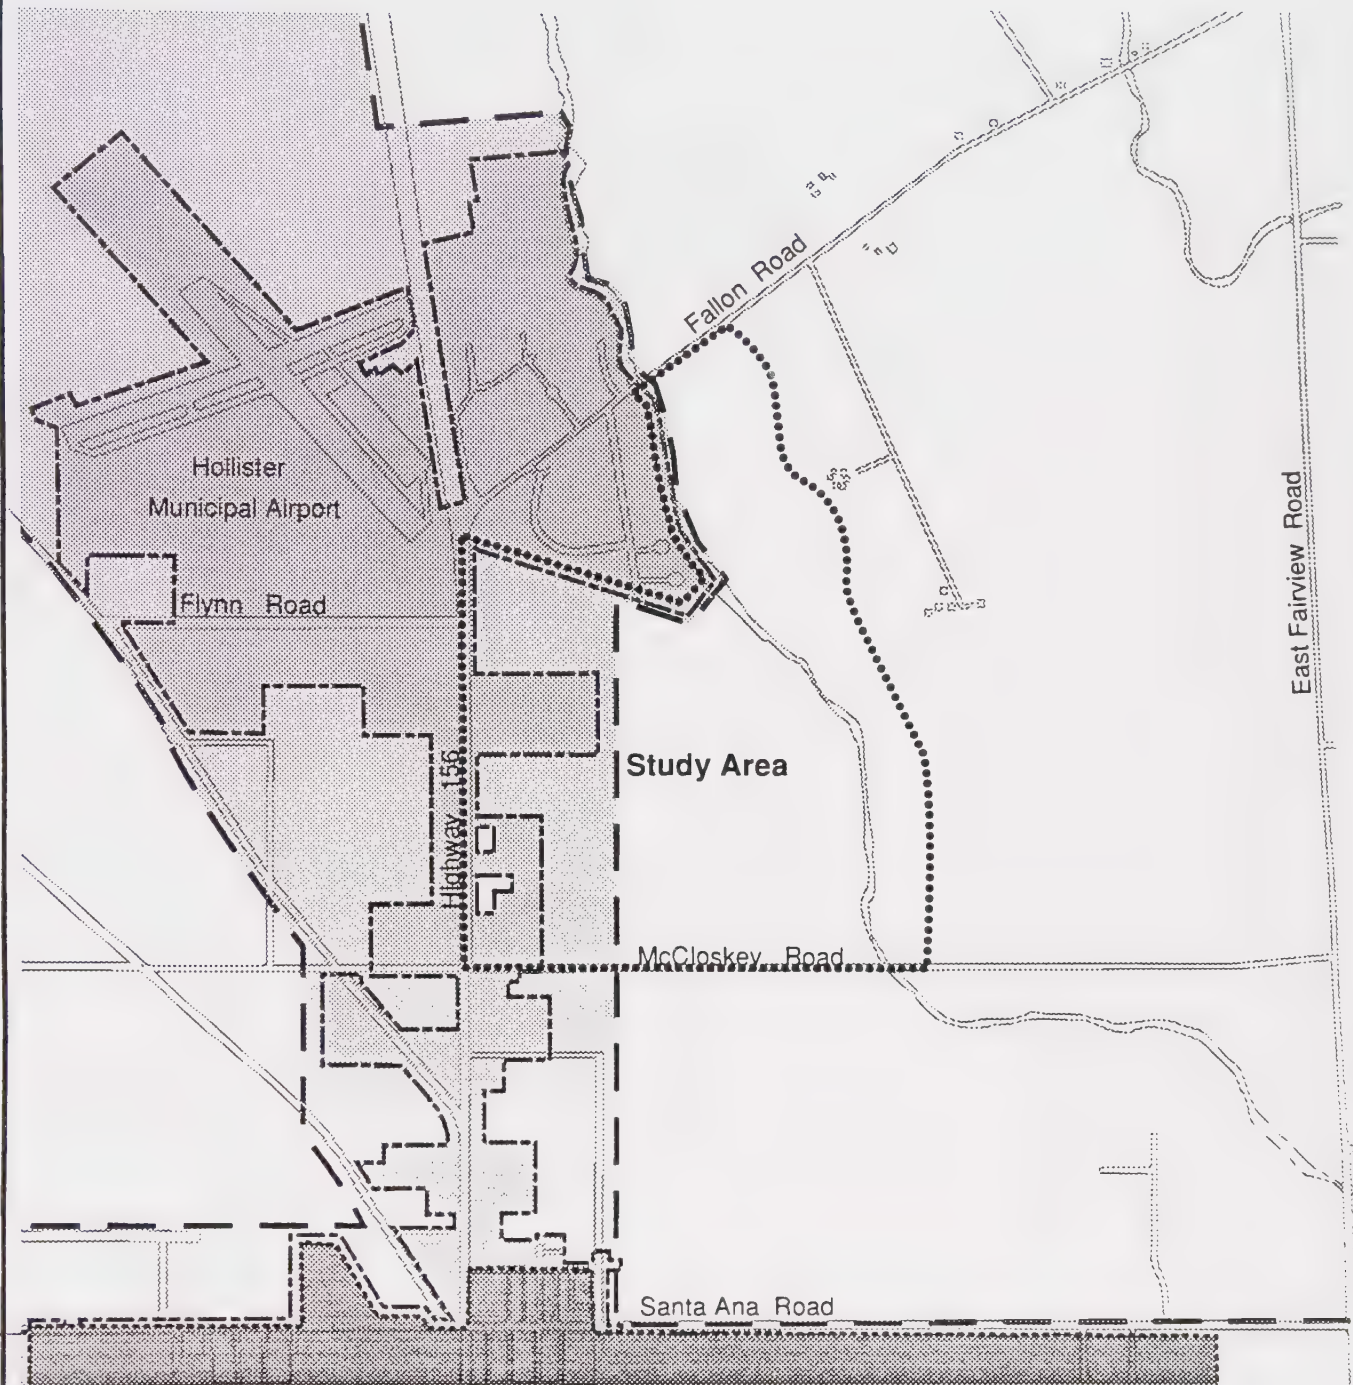 Fallon Road
Hollister
Municipal Airport
Flynn Road
East Fairview Road
Highway 156
Study Area
McCloskey Road
Santa Ana Road